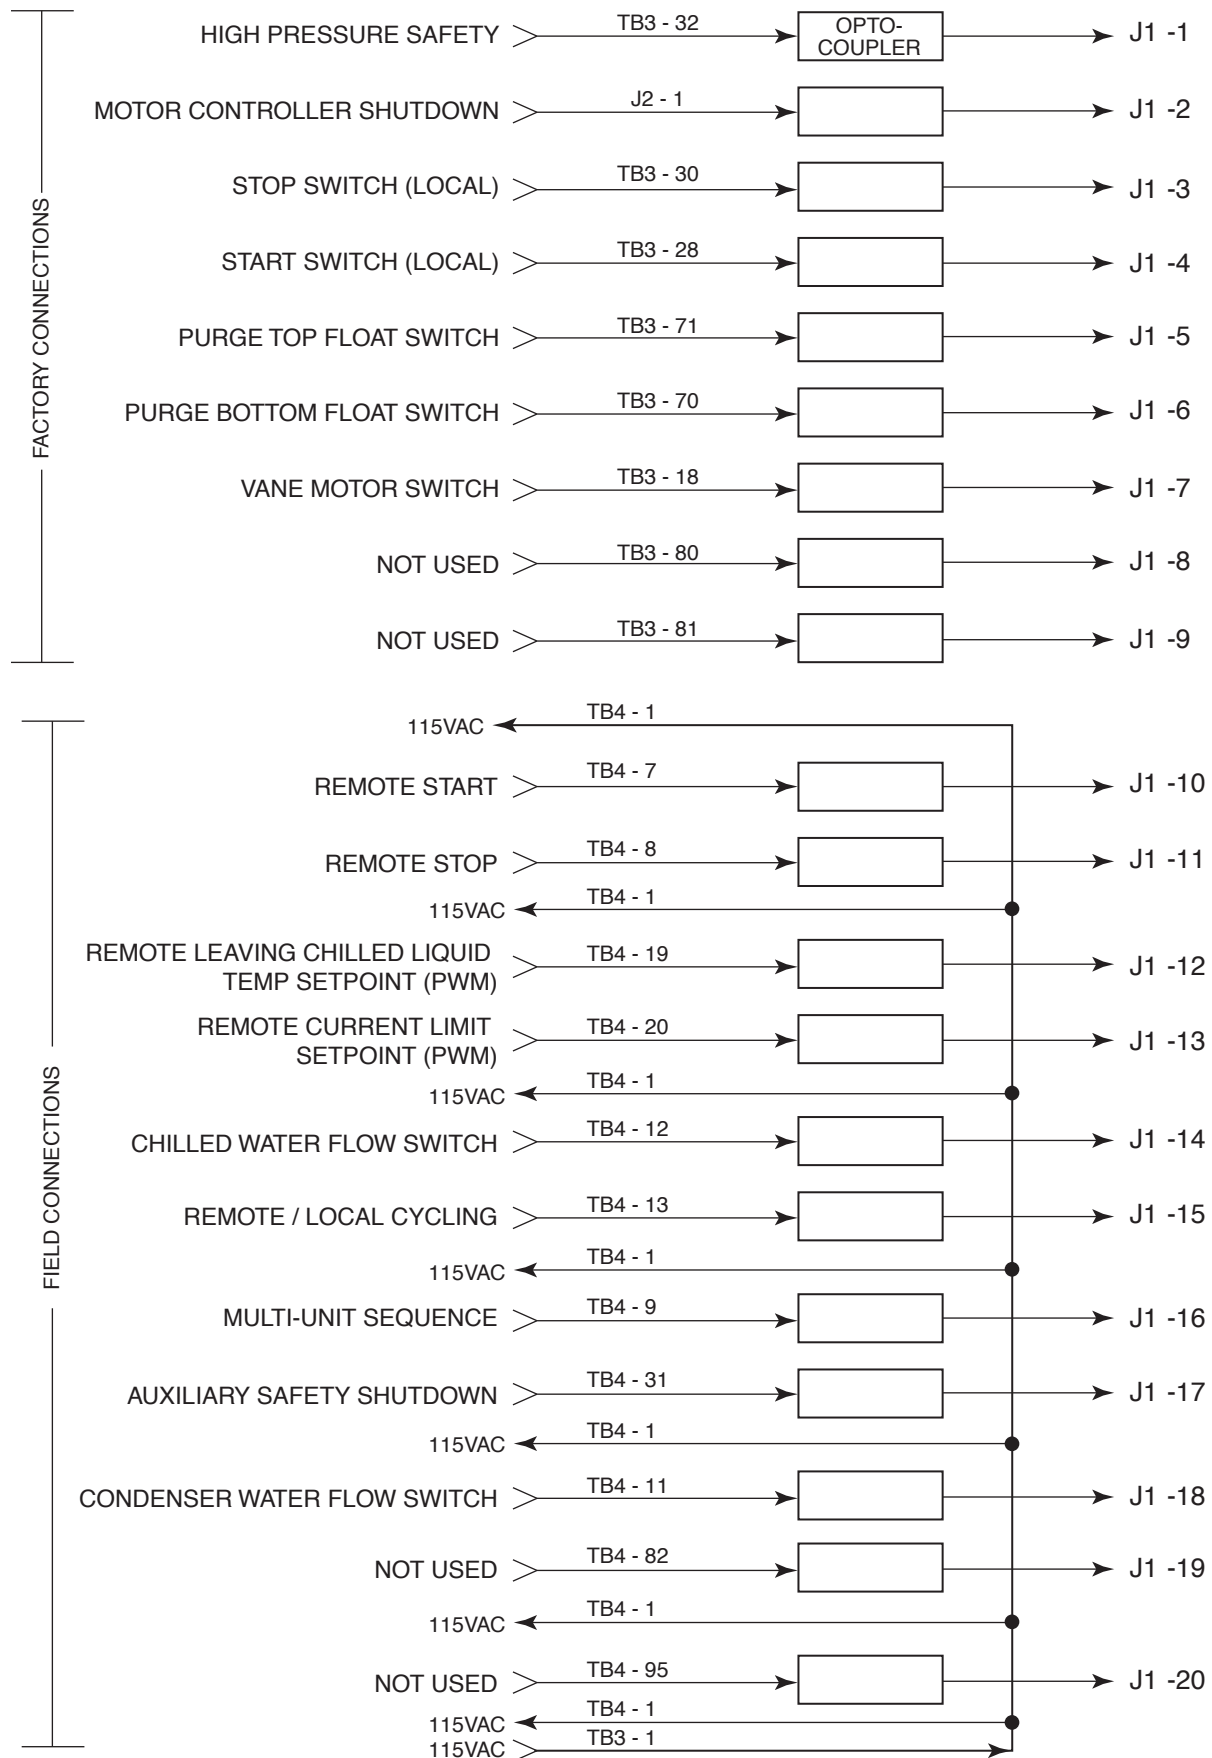 HIGH PRESSURE SAFETY TB3 - 32 OPTO-
COUPLER J1 -1
MOTOR CONTROLLER SHUTDOWN J2 - 1 J1 -2
STOP SWITCH (LOCAL) TB3 - 30 J1 -3
START SWITCH (LOCAL) TB3 - 28 J1 -4
PURGE TOP FLOAT SWITCH TB3 - 71 J1 -5
PURGE BOTTOM FLOAT SWITCH TB3 - 70 J1 -6
VANE MOTOR SWITCH TB3 - 18 J1 -7
NOT USED TB3 - 80 J1 -8
NOT USED TB3 - 81 J1 -9
FACTORY CONNECTIONS
115VAC TB4 - 1
REMOTE START TB4 - 7 J1 -10
REMOTE STOP TB4 - 8 J1 -11
115VAC TB4 - 1
REMOTE LEAVING CHILLED LIQUID
TEMP SETPOINT (PWM) TB4 - 19 J1 -12
REMOTE CURRENT LIMIT
SETPOINT (PWM) TB4 - 20 J1 -13
115VAC TB4 - 1
CHILLED WATER FLOW SWITCH TB4 - 12 J1 -14
REMOTE / LOCAL CYCLING TB4 - 13 J1 -15
115VAC TB4 - 1
MULTI-UNIT SEQUENCE TB4 - 9 J1 -16
AUXILIARY SAFETY SHUTDOWN TB4 - 31 J1 -17
115VAC TB4 - 1
CONDENSER WATER FLOW SWITCH TB4 - 11 J1 -18
NOT USED TB4 - 82 J1 -19
115VAC TB4 - 1
NOT USED TB4 - 95 J1 -20
115VAC TB4 - 1
115VAC TB3 - 1
FIELD CONNECTIONS